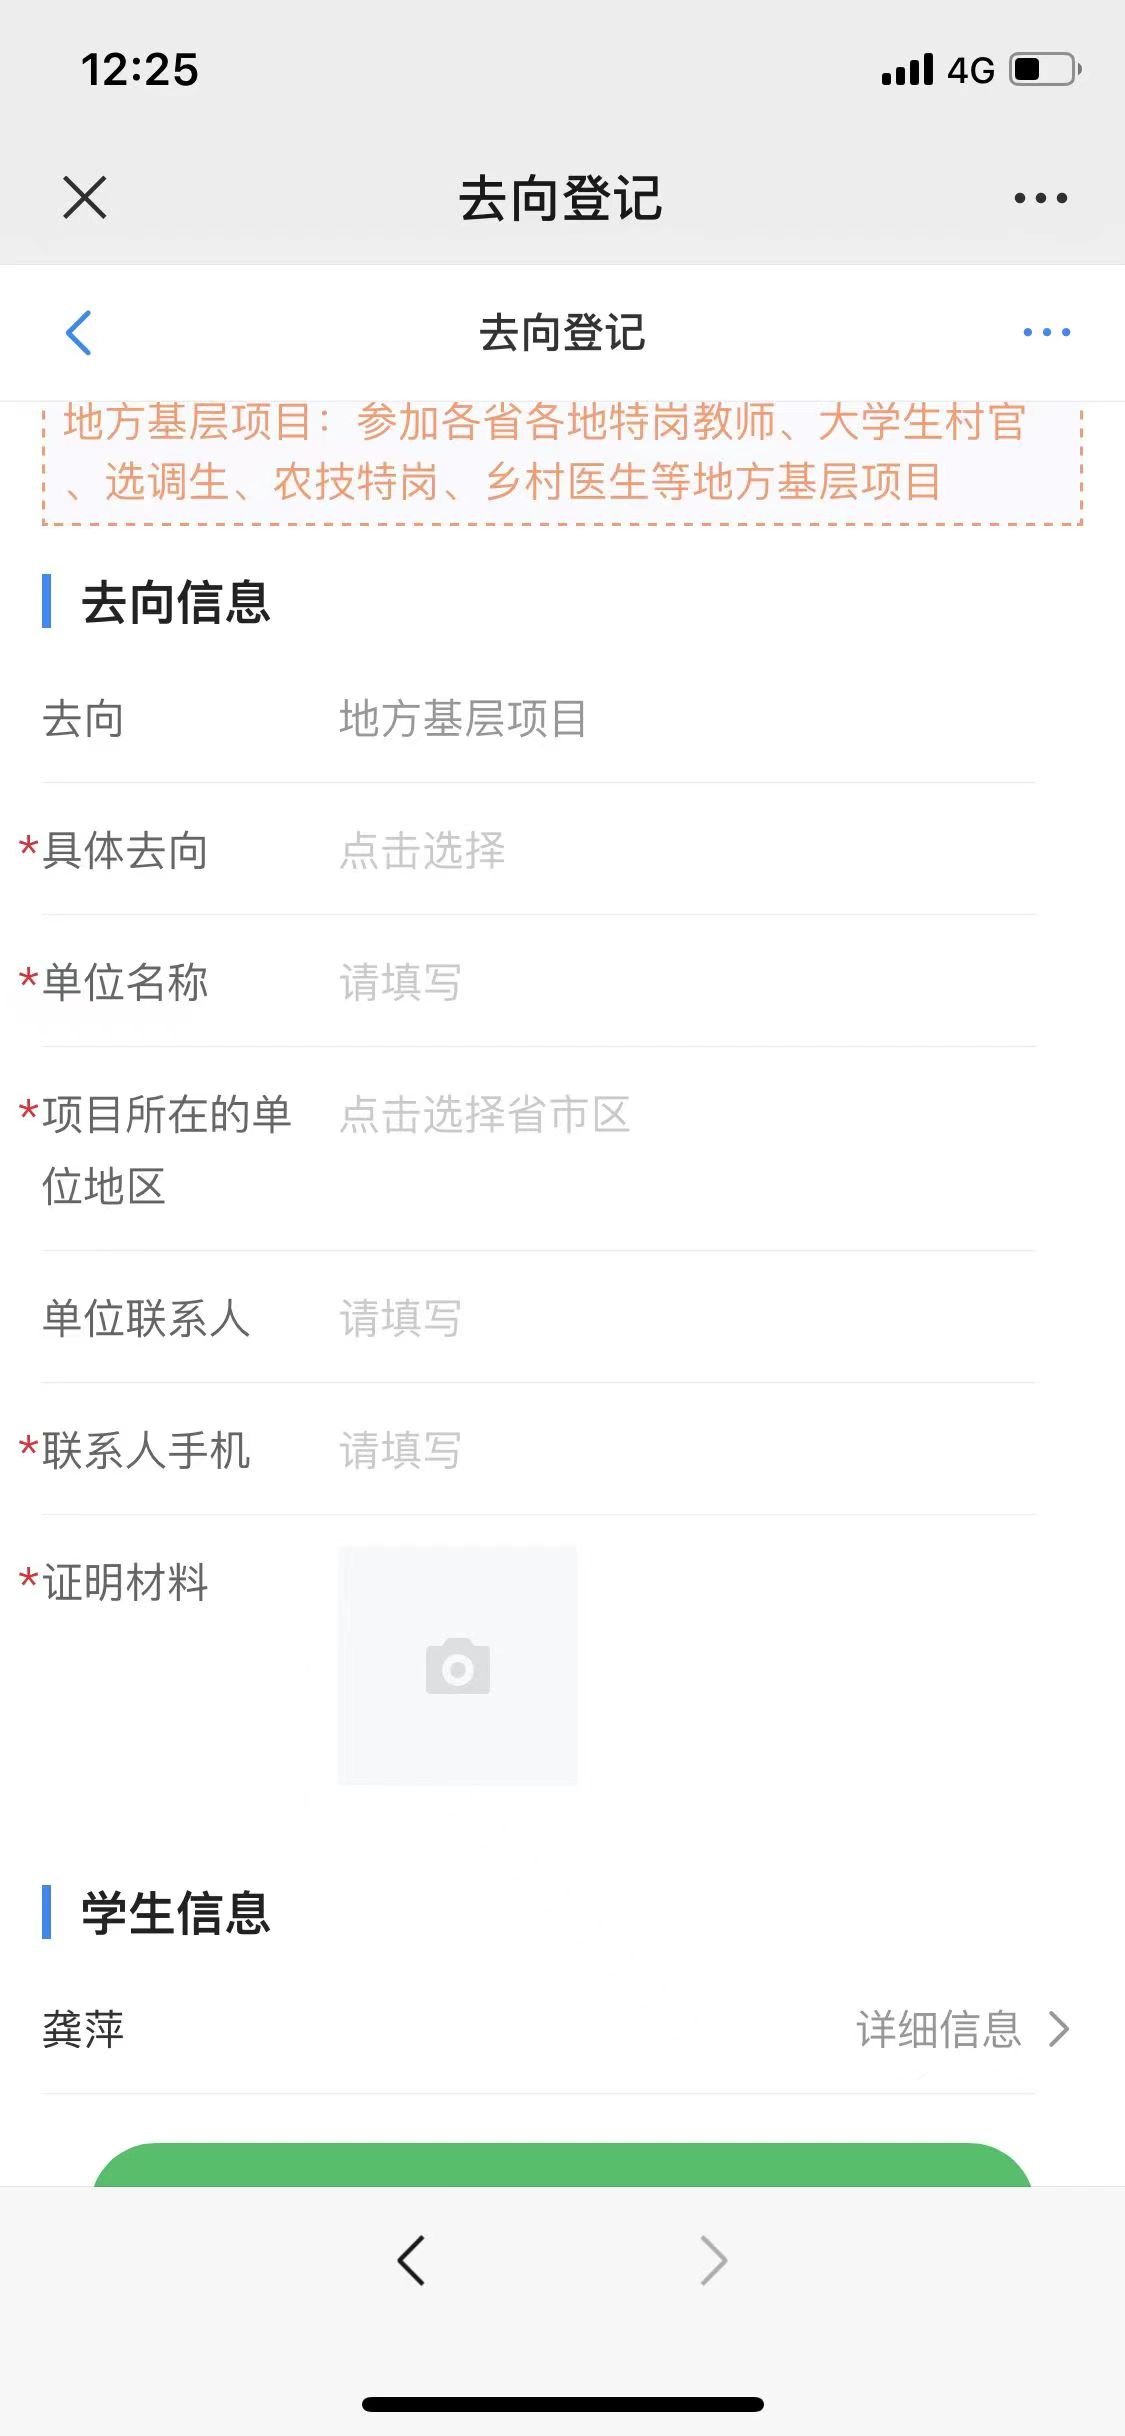 12:25
4G
去向登记
去向登记
地方基层项目：参加各省各地特岗教师、大学生村官
、选调生、农技特岗、乡村医生等地方基层项目
去向信息
去向 地方基层项目
*具体去向 点击选择
*单位名称 请填写
*项目所在的单 点击选择省市区
位地区
单位联系人 请填写
*联系人手机 请填写
*证明材料
学生信息
龚萍 详细信息